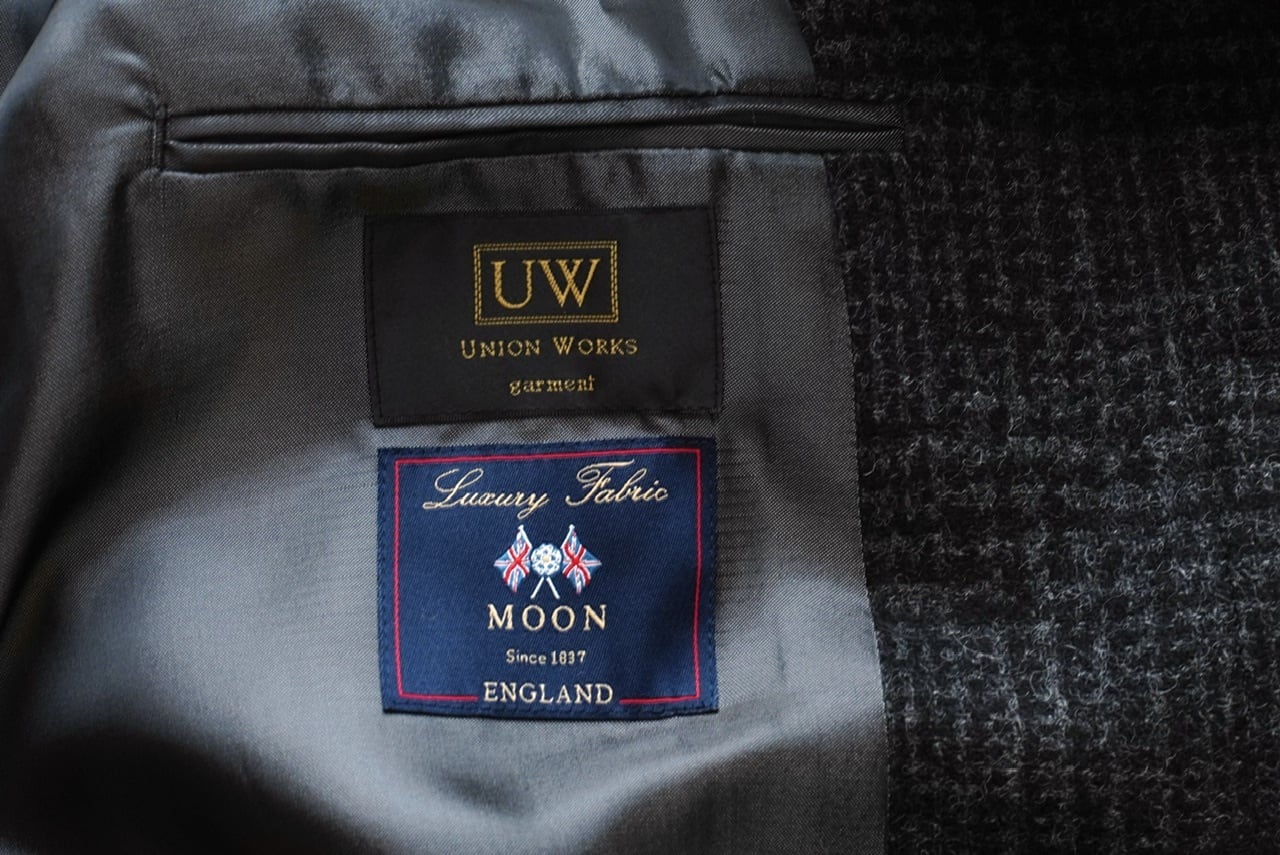 UW
UNION WORKS
garment
Luxury Fabric
MOON
Since 1837
ENGLAND